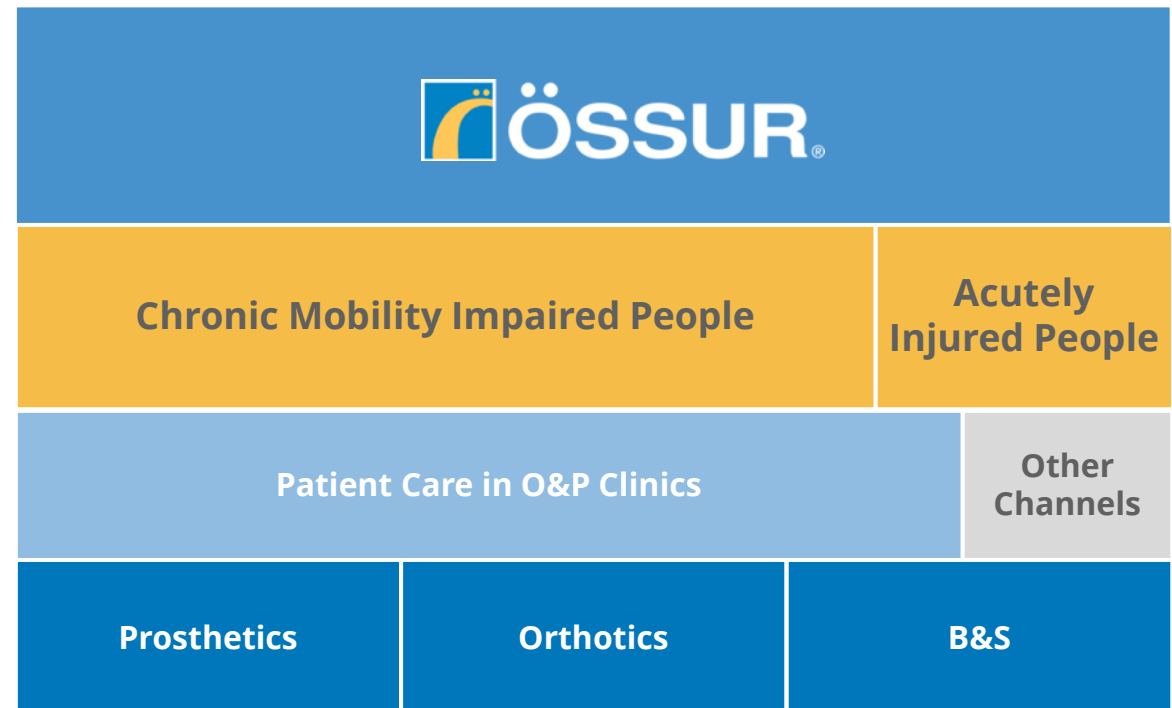 ÖSSUR®
Chronic Mobility Impaired People
Acutely
Injured People
Patient Care in O&P Clinics
Other
Channels
Prosthetics
Orthotics
B&S